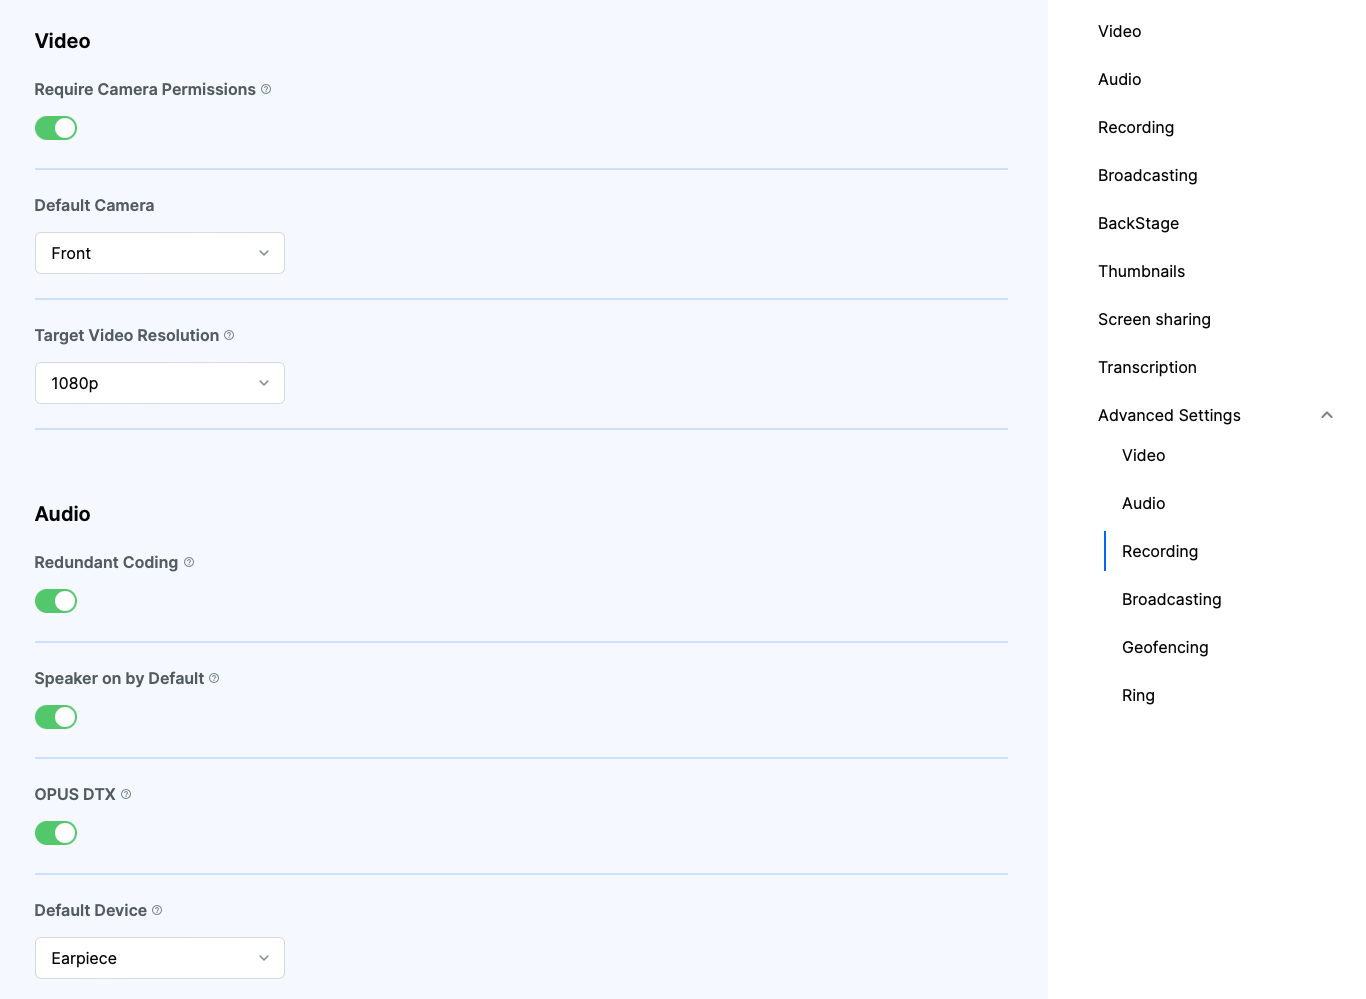 Video
Require Camera Permissions
Default Camera
Front
Target Video Resolution
1080p
Audio
Redundant Coding
Speaker on by Default
OPUS DTX
Default Device
Earpiece
Video
Audio
Recording
Broadcasting
BackStage
Thumbnails
Screen sharing
Transcription
Advanced Settings
Video
Audio
Recording
Broadcasting
Geofencing
Ring